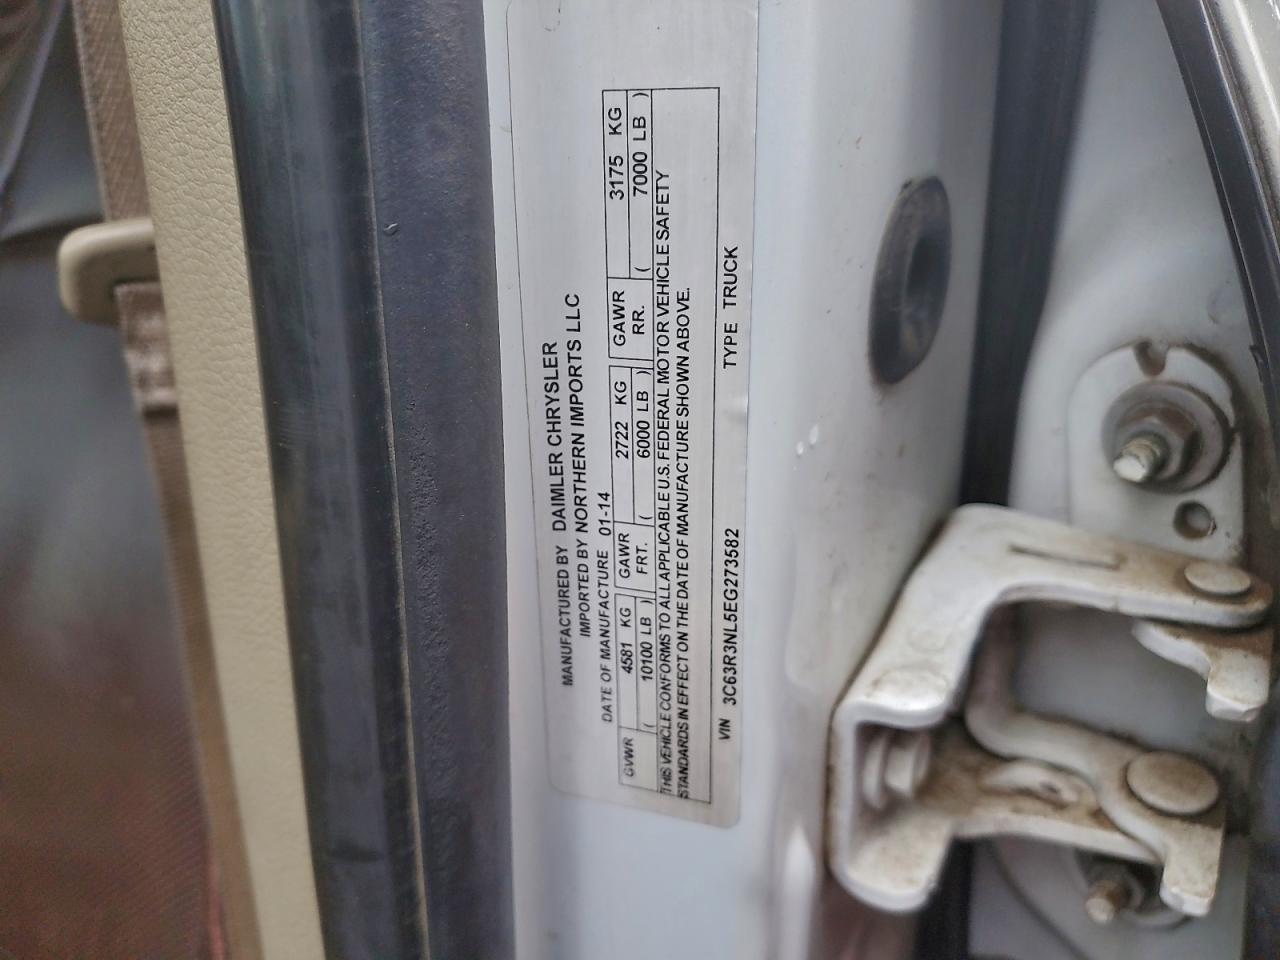 MANUFACTURED BY DAIMLER CHRYSLER
IMPORTED BY NORTHERN IMPORTS LLC
DATE OF MANUFACTURE 01-14
GVWR 4581 KG GAWR 2722 KG GAWR 3175 KG
( 10100 LB ) FRT. ( 6000 LB ) RR. ( 7000 LB )
THIS VEHICLE CONFORMS TO ALL APPLICABLE U.S. FEDERAL MOTOR VEHICLE SAFETY
STANDARDS IN EFFECT ON THE DATE OF MANUFACTURE SHOWN ABOVE.
VIN 3C63R3NL5EG273582 TYPE TRUCK